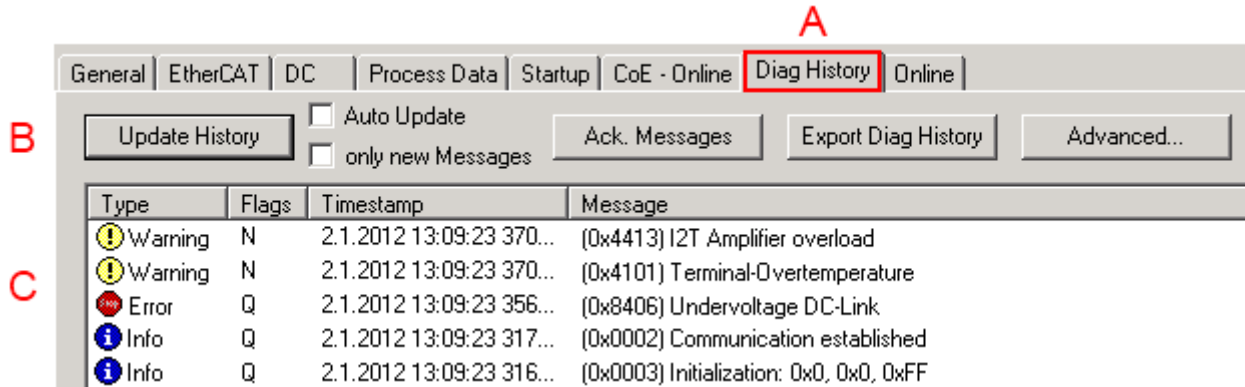 A
General EtherCAT DC Process Data Startup CoE - Online Diag History Online
B
Update History Auto Update Ack. Messages Export Diag History Advanced...
only new Messages
Type Flags Timestamp Message
Warning N 2.1.2012 13:09:23 370... (0x4413) I2T Amplifier overload
Warning N 2.1.2012 13:09:23 370... (0x4101) Terminal-Overtemperature
C
Error Q 2.1.2012 13:09:23 356... (0x8406) Undervoltage DC-Link
Info Q 2.1.2012 13:09:23 317... (0x0002) Communication established
Info Q 2.1.2012 13:09:23 316... (0x0003) Initialization: 0x0, 0x0, 0xFF